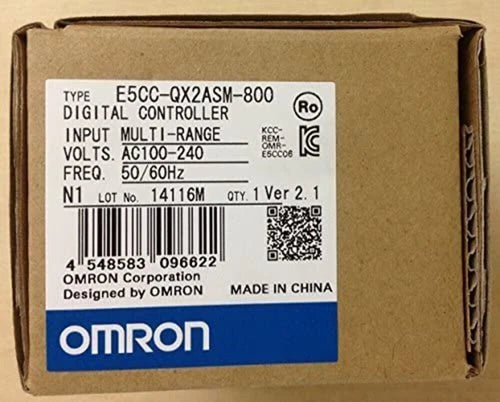 TYPE E5CC-QX2ASM-800
DIGITAL CONTROLLER
INPUT MULTI-RANGE
VOLTS. AC100-240
FREQ. 50/60Hz
Ro
KCC-
REM-
OMR-
E5CC06
N1 LOT No. 14116M QTY. 1 Ver 2.1
4 548583 096622
OMRON Corporation
Designed by OMRON
MADE IN CHINA
OMRON